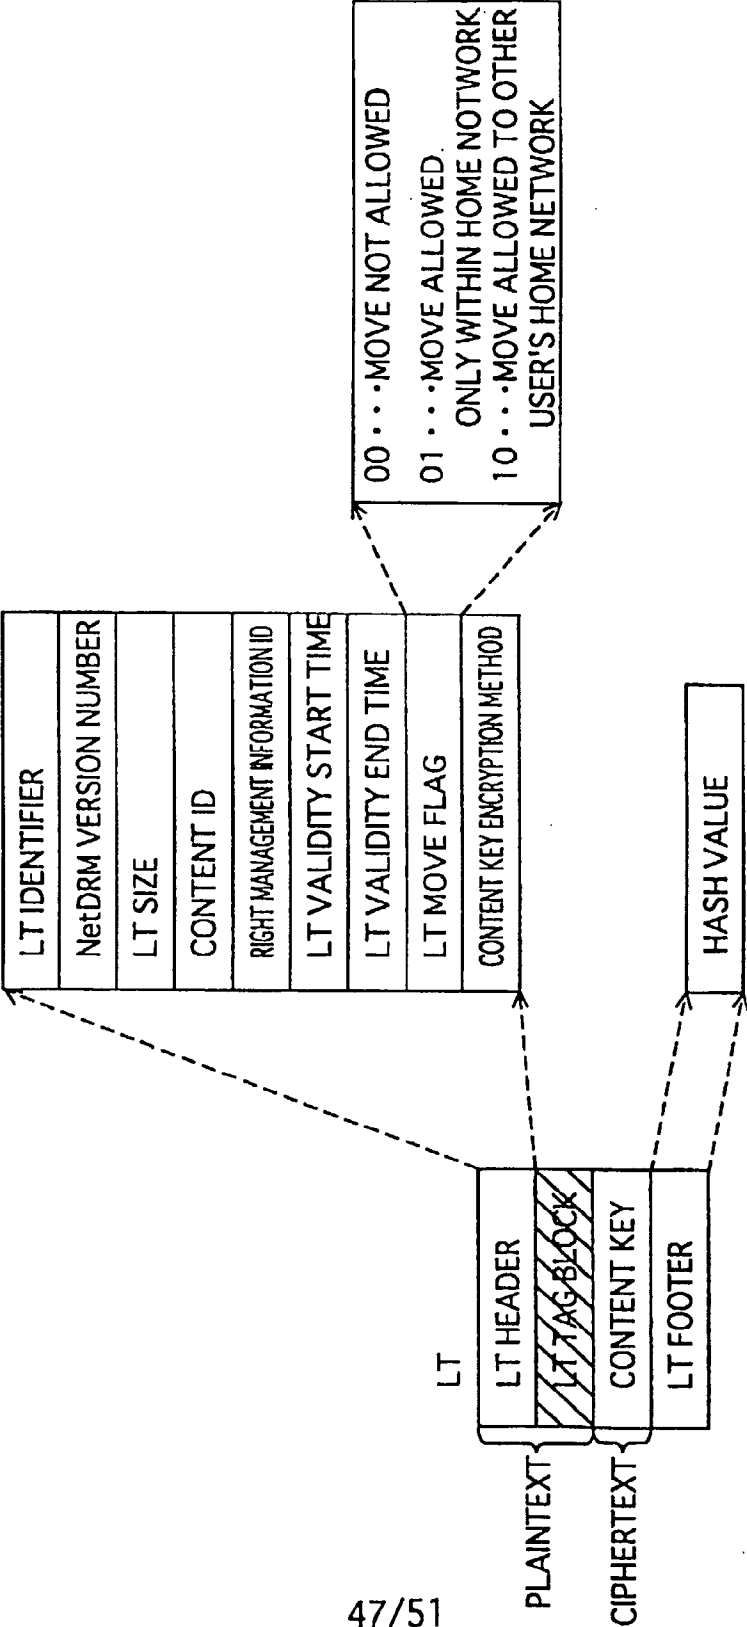 LT
LT HEADER
LT TAG BLOCK
CONTENT KEY
LT FOOTER
PLAINTEXT
CIPHERTEXT
LT IDENTIFIER
NetDRM VERSION NUMBER
LT SIZE
CONTENT ID
RIGHT MANAGEMENT INFORMATION ID
LT VALIDITY START TIME
LT VALIDITY END TIME
LT MOVE FLAG
CONTENT KEY ENCRYPTION METHOD
HASH VALUE
00・・・MOVE NOT ALLOWED
01・・・MOVE ALLOWED.
ONLY WITHIN HOME NOTWORK
10・・・MOVE ALLOWED TO OTHER
USER'S HOME NETWORK
47/51